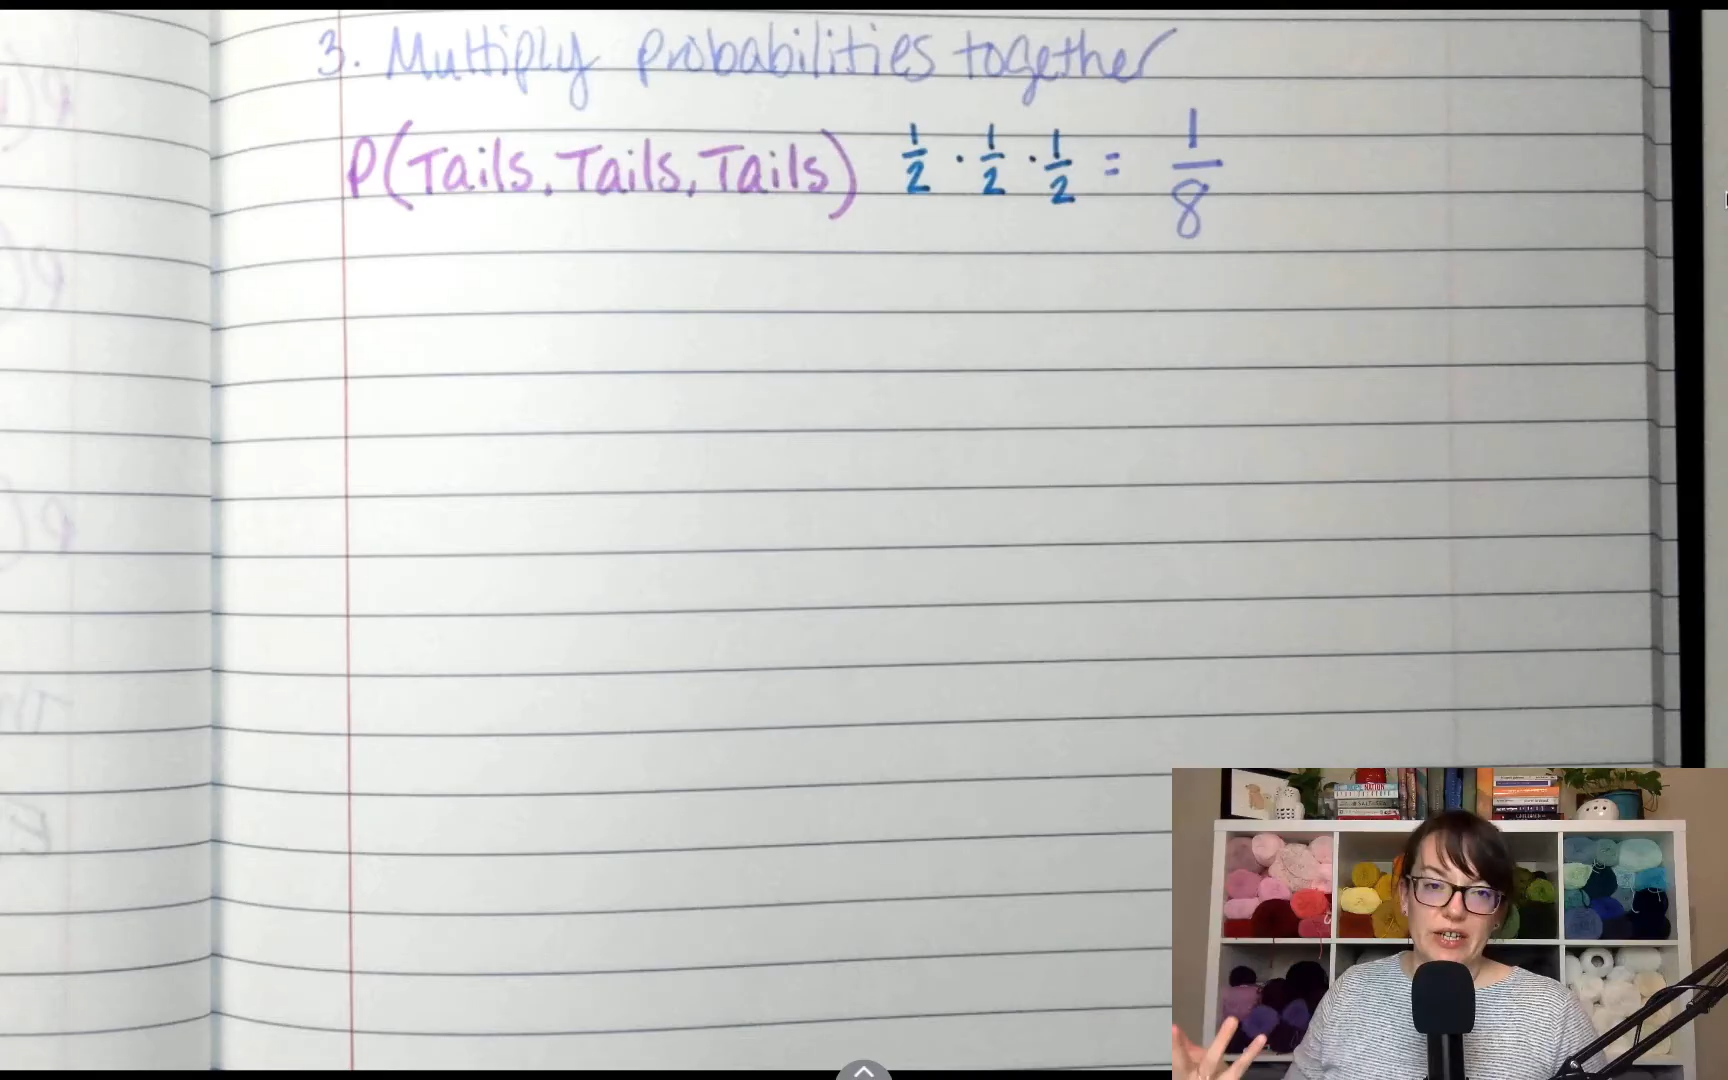 3. Multiply probabilities together
P(Tails, Tails, Tails) 1/2 · 1/2 · 1/2 = 1/8